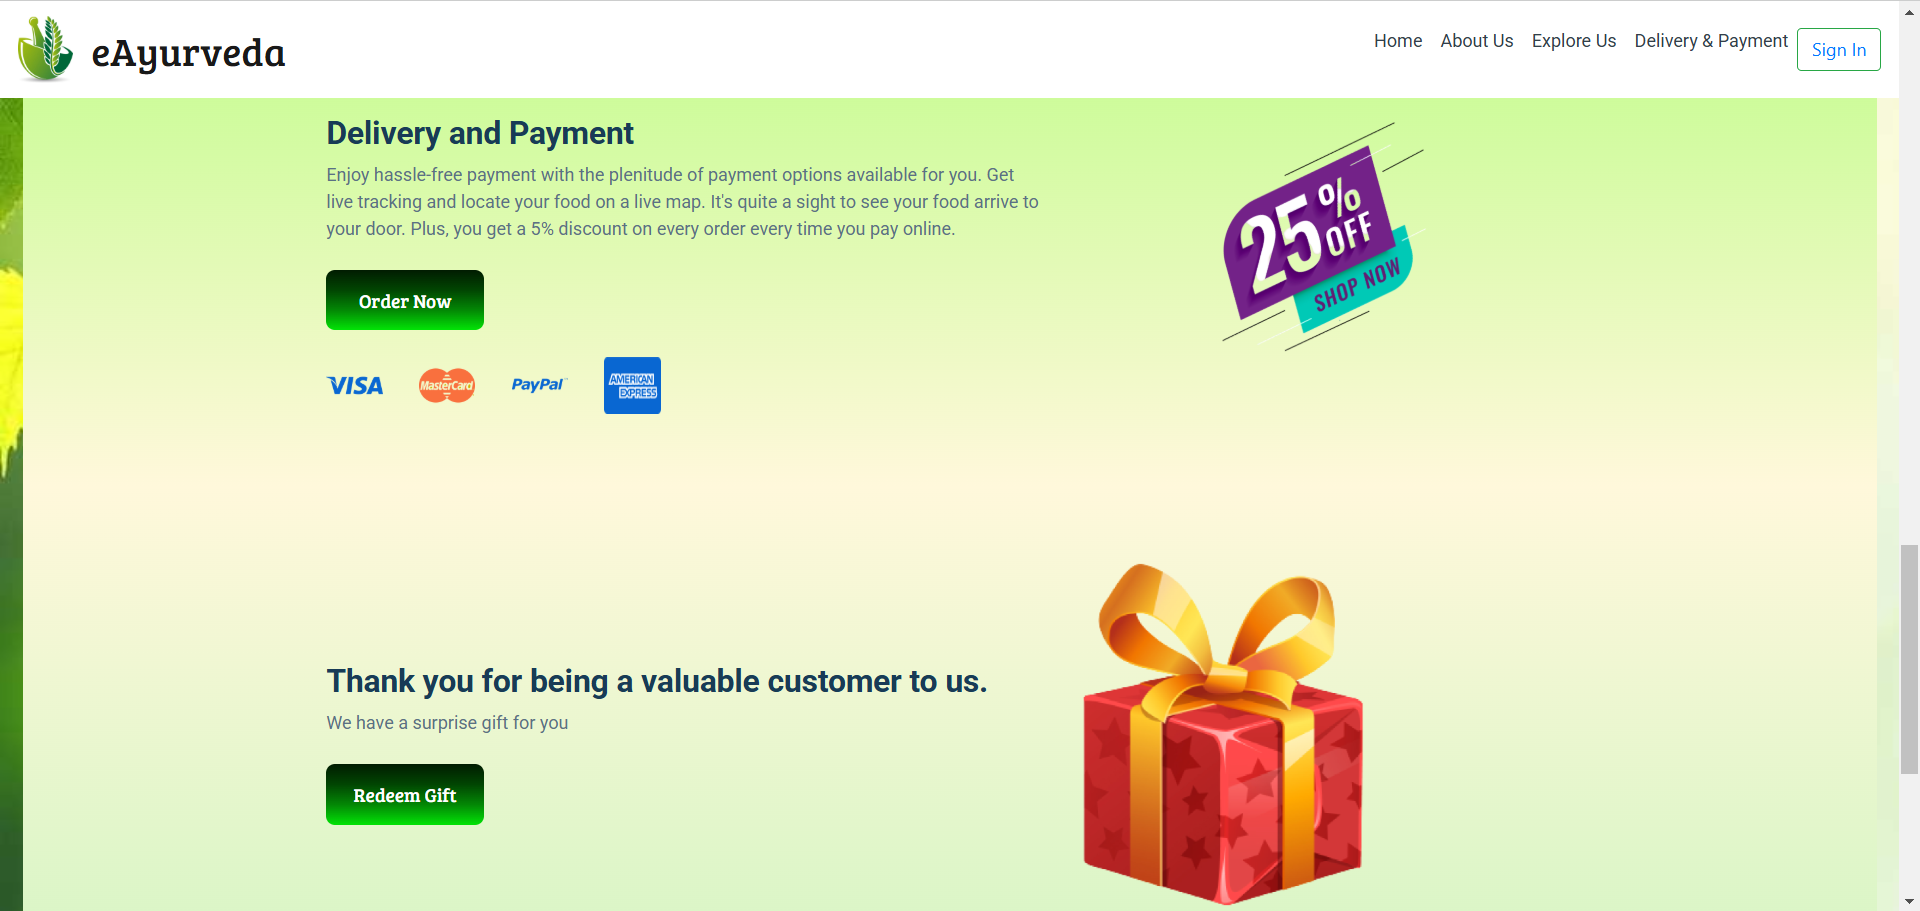 eAyurveda
Home About Us Explore Us Delivery & Payment Sign In
Delivery and Payment
Enjoy hassle-free payment with the plenitude of payment options available for you. Get
live tracking and locate your food on a live map. It's quite a sight to see your food arrive to
your door. Plus, you get a 5% discount on every order every time you pay online.
25% OFF
SHOP NOW
Order Now
VISA MasterCard PayPal AMERICAN EXPRESS
Thank you for being a valuable customer to us.
We have a surprise gift for you
Redeem Gift